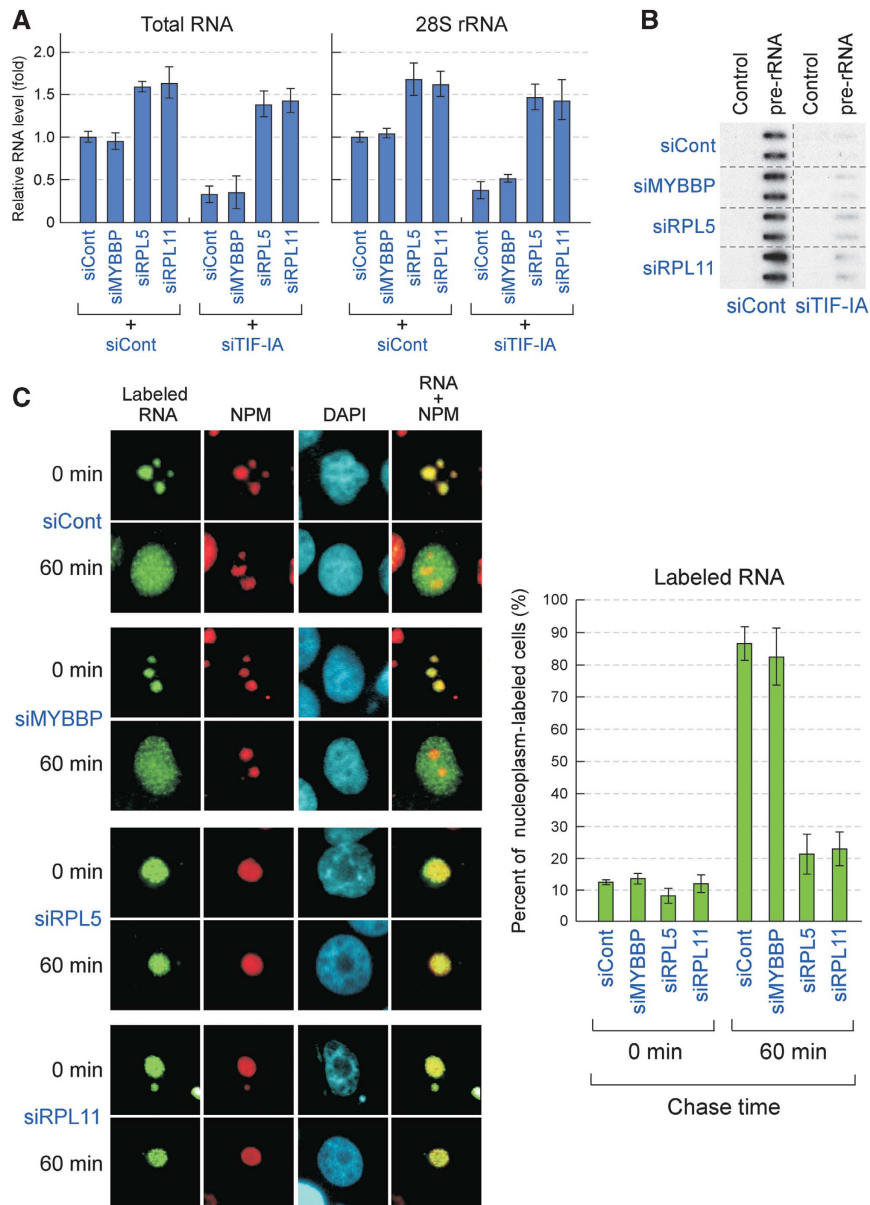 A
Total RNA
28S rRNA
Relative RNA level (fold)
2.0
1.5
1.0
0.5
0
siCont
siMYBBP
siRPL5
siRPL11
siCont
siMYBBP
siRPL5
siRPL11
siCont
siMYBBP
siRPL5
siRPL11
siCont
siMYBBP
siRPL5
siRPL11
+ + + +
siCont siTIF-IA siCont siTIF-IA
B
Control
pre-rRNA
Control
pre-rRNA
siCont
siMYBBP
siRPL5
siRPL11
siCont siTIF-IA
C
Labeled
RNA
NPM
DAPI
RNA
+
NPM
0 min
siCont
60 min
0 min
siMYBBP
60 min
0 min
siRPL5
60 min
0 min
siRPL11
60 min
Labeled RNA
Percent of nucleoplasm-labeled cells (%)
100
90
80
70
60
50
40
30
20
10
0
siCont
siMYBBP
siRPL5
siRPL11
siCont
siMYBBP
siRPL5
siRPL11
0 min 60 min
Chase time